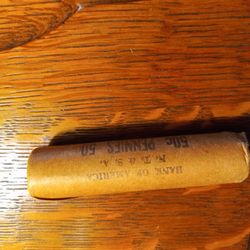 BANK OF AMERICA
N. T. & S. A.
50¢ PENNIES 50